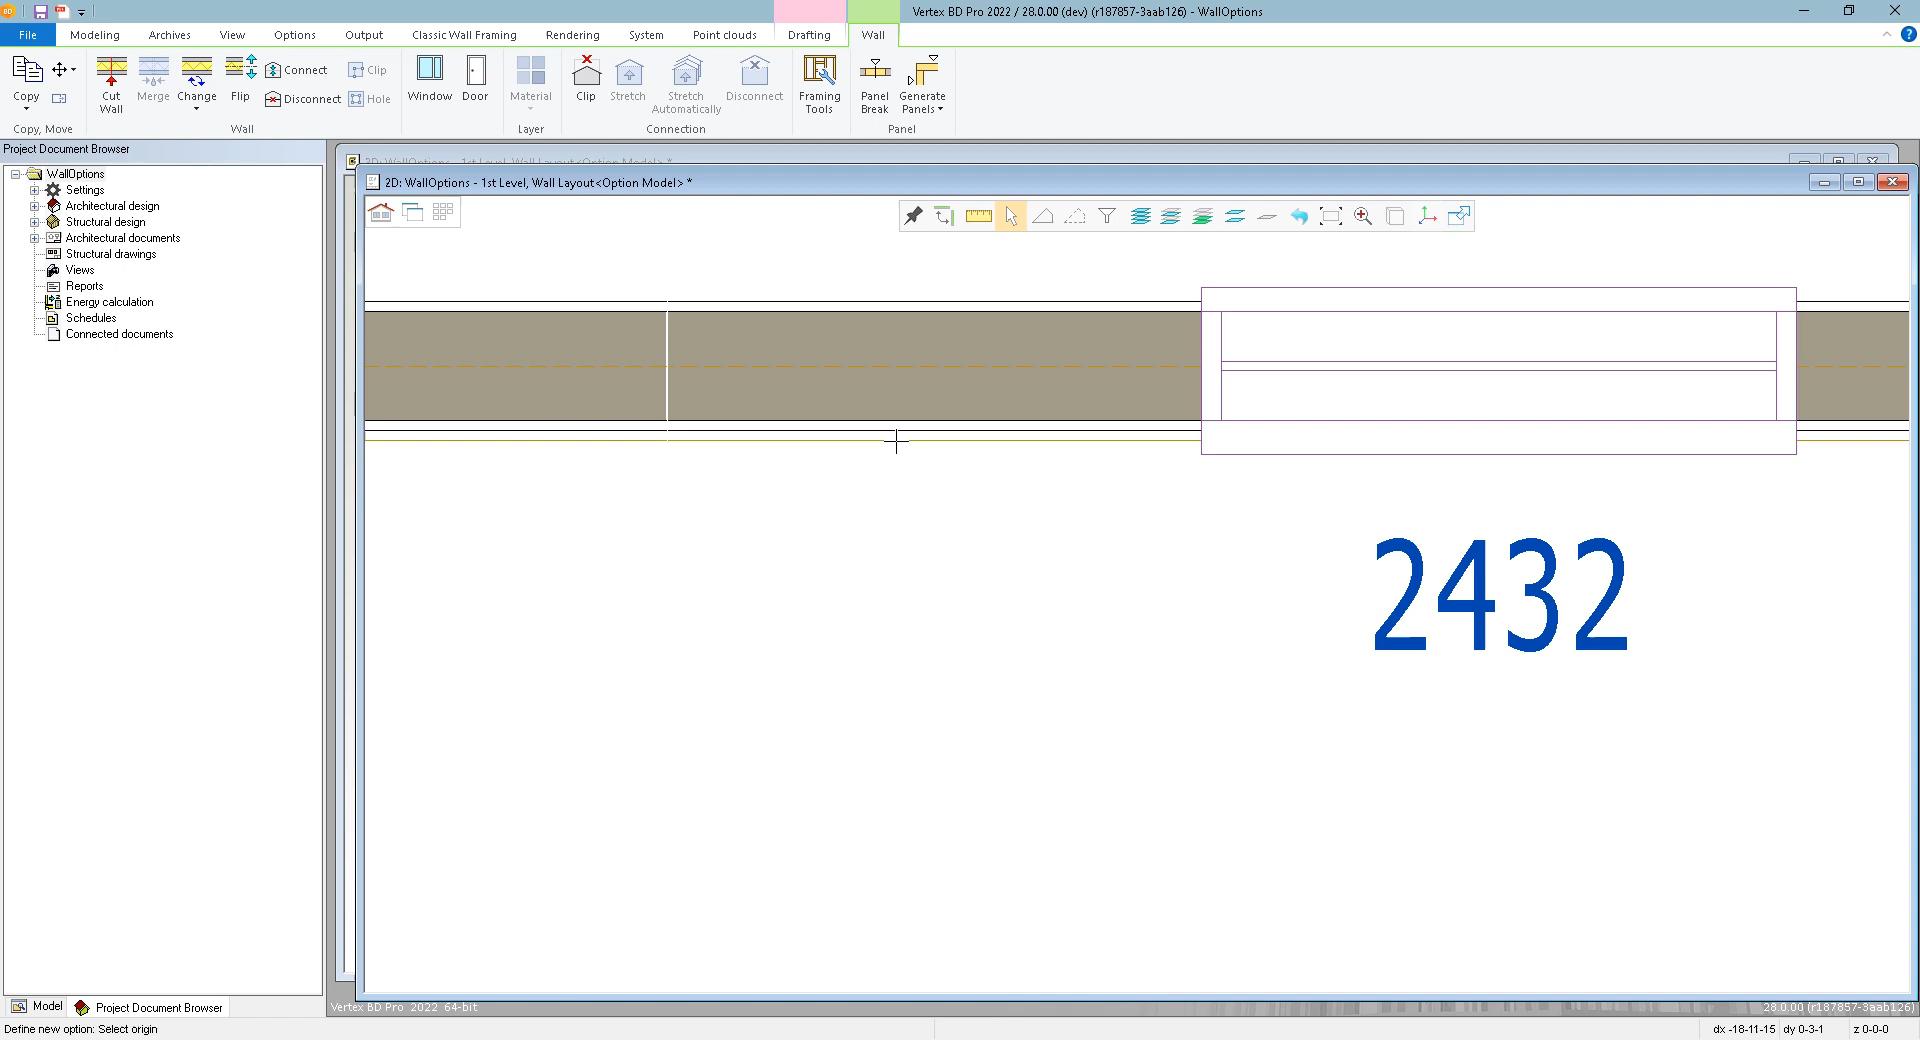 BD
Vertex BD Pro 2022 / 28.0.00 (dev) (r187857-3aab126) - WallOptions
File Modeling Archives View Options Output Classic Wall Framing Rendering System Point clouds Drafting Wall
Copy Cut Wall Merge Change Flip Connect Disconnect Clip Hole Window Door Material Clip Stretch Stretch Automatically Disconnect Framing Tools Panel Break Generate Panels
Copy, Move Wall Layer Connection Panel
Project Document Browser
WallOptions
Settings
Architectural design
Structural design
Architectural documents
Structural drawings
Views
Reports
Energy calculation
Schedules
Connected documents
2D: WallOptions - 1st Level, Wall Layout<Option Model> *
2432
Model Project Document Browser
Vertex BD Pro 2022 64-bit
28.0.00 (r187857-3aab126)
Define new option: Select origin
dx -18-11-15 dy 0-3-1 z 0-0-0